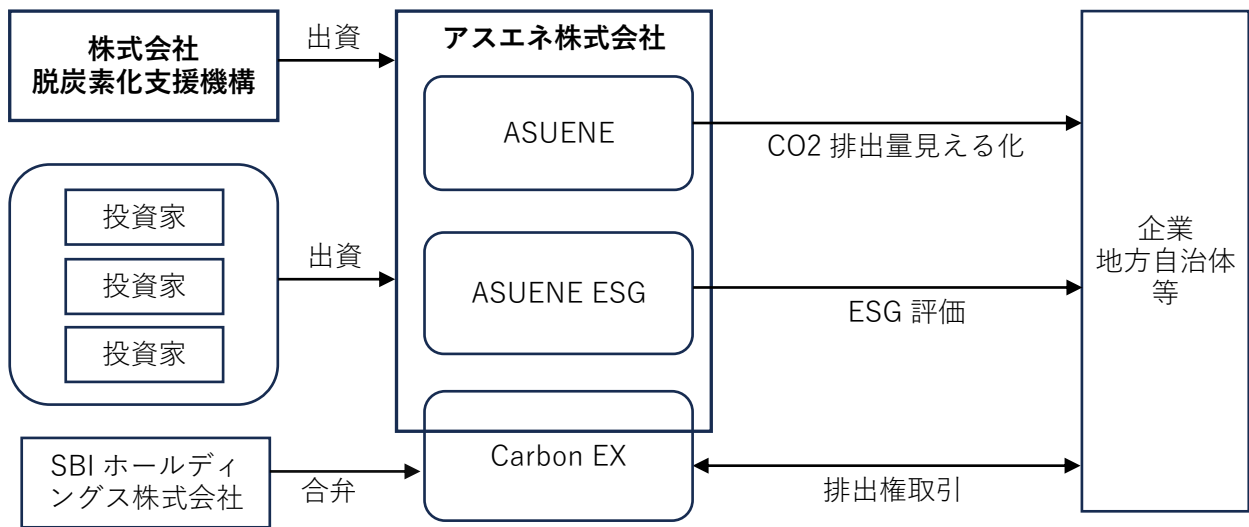 株式会社
脱炭素化支援機構
出資
アスエネ株式会社
ASUENE
CO2 排出量見える化
投資家
投資家
投資家
出資
ASUENE ESG
ESG 評価
企業
地方自治体
等
SBI ホールディ
ングス株式会社
合弁
Carbon EX
排出権取引